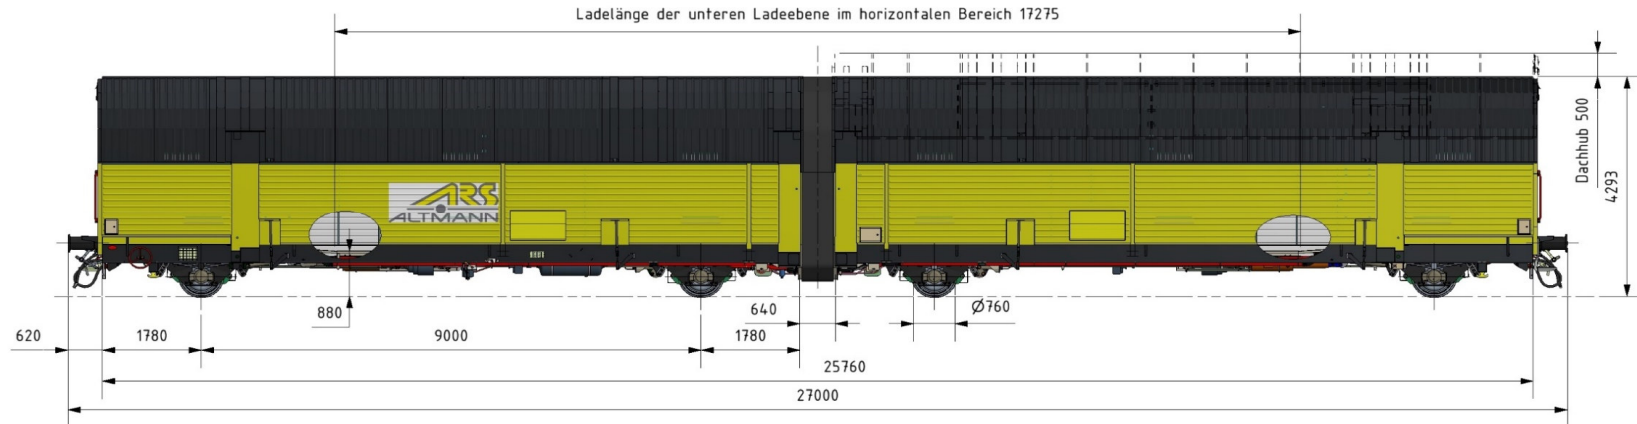 Ladelänge der unteren Ladeebene im horizontalen Bereich 17275
Dachhub 500
4293
ARS
ALTMANN
880
640
Ø760
620
1780
9000
1780
25760
27000